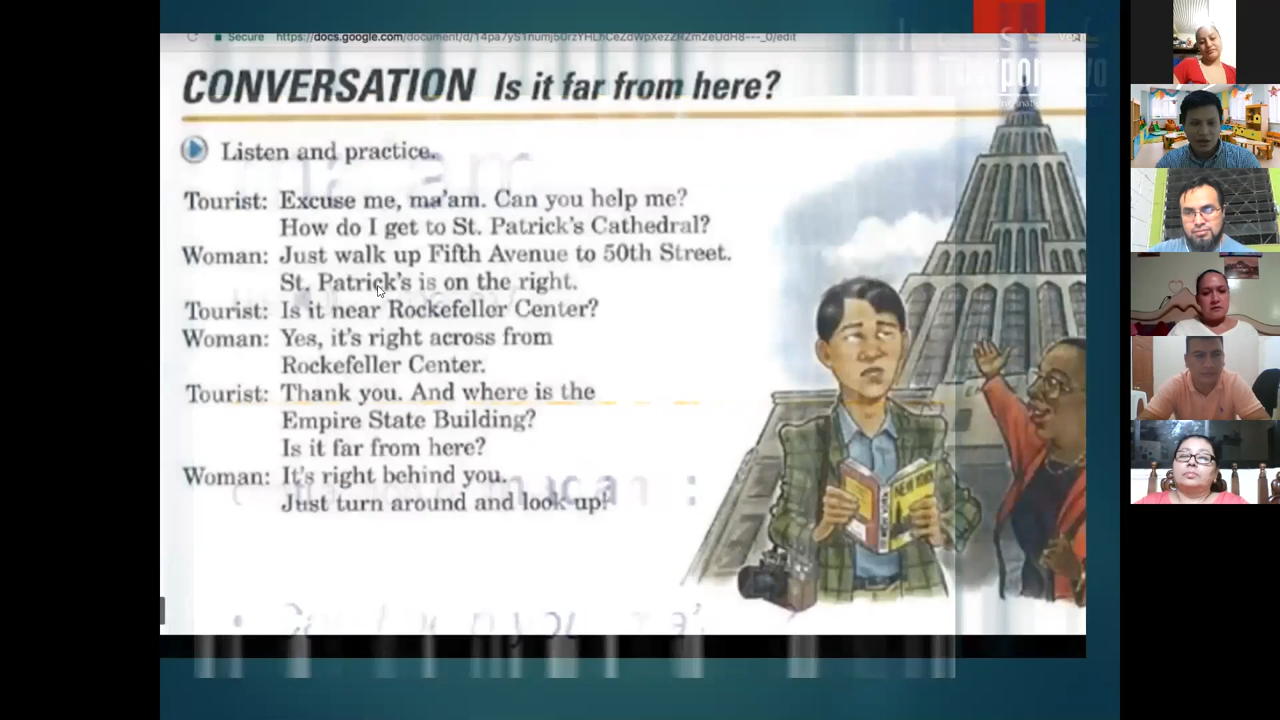 Secure https://docs.google.com/document/d/
CONVERSATION Is it far from here?
Listen and practice.
Tourist: Excuse me, ma'am. Can you help me?
How do I get to St. Patrick's Cathedral?
Woman: Just walk up Fifth Avenue to 50th Street.
St. Patrick's is on the right.
Tourist: Is it near Rockefeller Center?
Woman: Yes, it's right across from
Rockefeller Center.
Tourist: Thank you. And where is the
Empire State Building?
Is it far from here?
Woman: It's right behind you.
Just turn around and look up!
NEW YORK